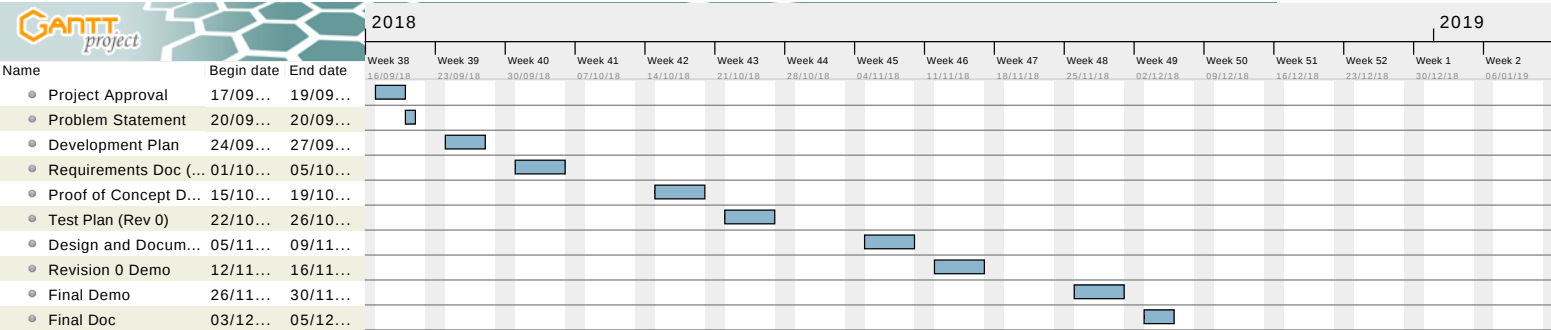 GANTT
project
2018
2019
Week 38 Week 39 Week 40 Week 41 Week 42 Week 43 Week 44 Week 45 Week 46 Week 47 Week 48 Week 49 Week 50 Week 51 Week 52 Week 1 Week 2
Name Begin date End date
16/09/18 23/09/18 30/09/18 07/10/18 14/10/18 21/10/18 28/10/18 04/11/18 11/11/18 18/11/18 25/11/18 02/12/18 09/12/18 16/12/18 23/12/18 30/12/18 06/01/19
Project Approval 17/09... 19/09...
Problem Statement 20/09... 20/09...
Development Plan 24/09... 27/09...
Requirements Doc (... 01/10... 05/10...
Proof of Concept D... 15/10... 19/10...
Test Plan (Rev 0) 22/10... 26/10...
Design and Docum... 05/11... 09/11...
Revision 0 Demo 12/11... 16/11...
Final Demo 26/11... 30/11...
Final Doc 03/12... 05/12...